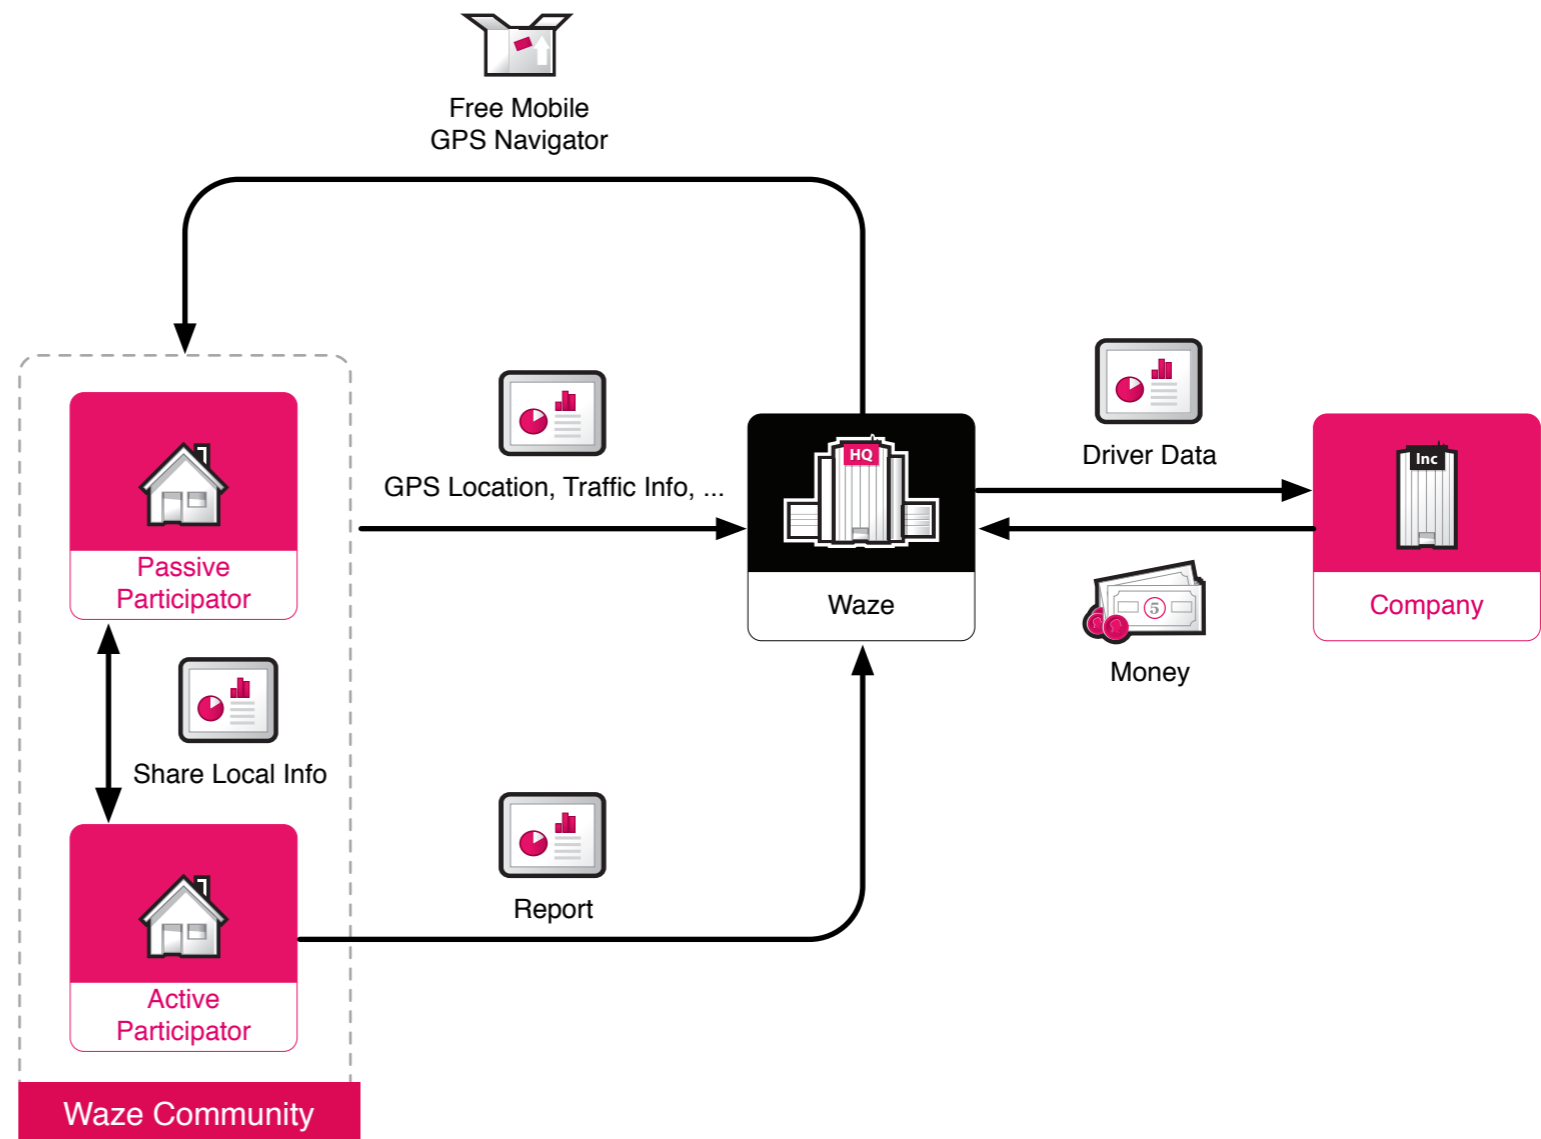 Free Mobile
GPS Navigator
GPS Location, Traffic Info, ...
HQ
Waze
Driver Data
Inc
Company
5
Money
Passive
Participator
Share Local Info
Report
Active
Participator
Waze Community